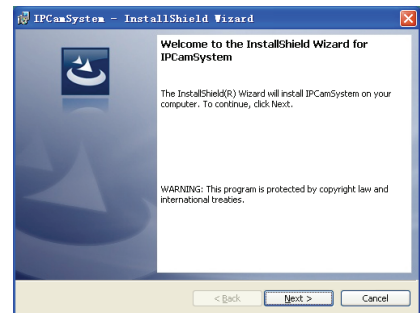 IPCamSystem - InstallShield Wizard
Welcome to the InstallShield Wizard for
IPCamSystem
The InstallShield(R) Wizard will install IPCamSystem on your
computer. To continue, click Next.
WARNING: This program is protected by copyright law and
international treaties.
< Back
Next >
Cancel